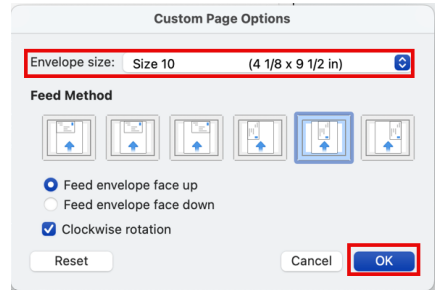 Custom Page Options
Envelope size: Size 10 (4 1/8 x 9 1/2 in)
Feed Method
Feed envelope face up
Feed envelope face down
Clockwise rotation
Reset Cancel OK